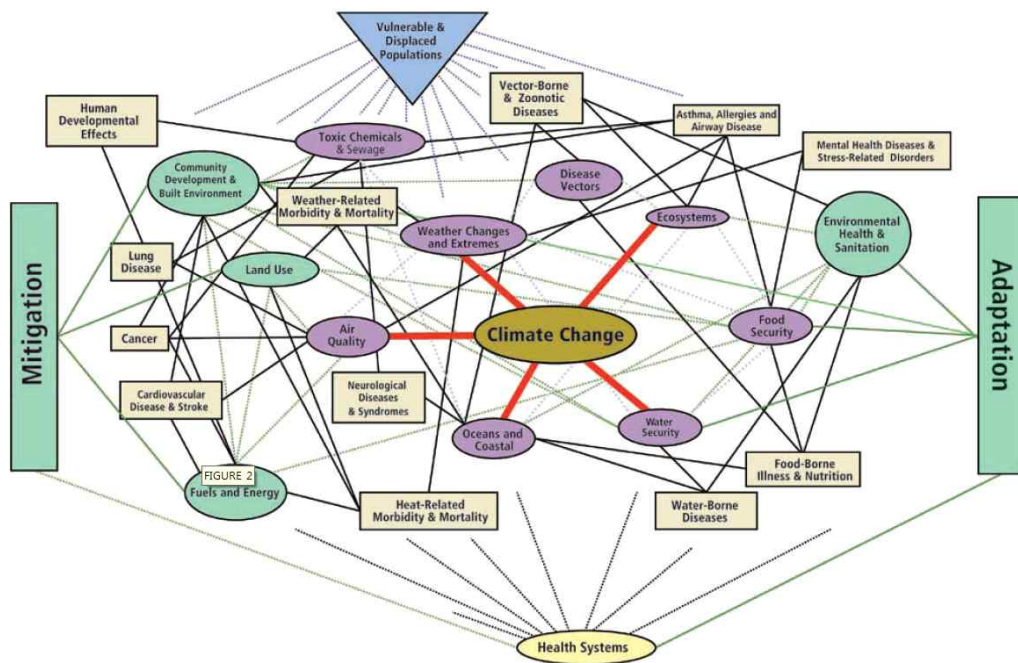 Vulnerable &
Displaced
Populations
Vector-Borne
& Zoonotic
Diseases
Human
Developmental
Effects
Asthma, Allergies and
Airway Disease
Toxic Chemicals
& Sewage
Mental Health Diseases &
Stress-Related Disorders
Community
Development &
Built Environment
Disease
Vectors
Weather-Related
Morbidity & Mortality
Ecosystems
Environmental
Health &
Sanitation
Weather Changes
and Extremes
Lung
Disease
Land Use
Mitigation
Adaptation
Cancer
Air
Quality
Climate Change
Food
Security
Cardiovascular
Disease & Stroke
Neurological
Diseases
& Syndromes
Oceans and
Coastal
Water
Security
FIGURE 2
Fuels and Energy
Food-Borne
Illness & Nutrition
Heat-Related
Morbidity & Mortality
Water-Borne
Diseases
Health Systems